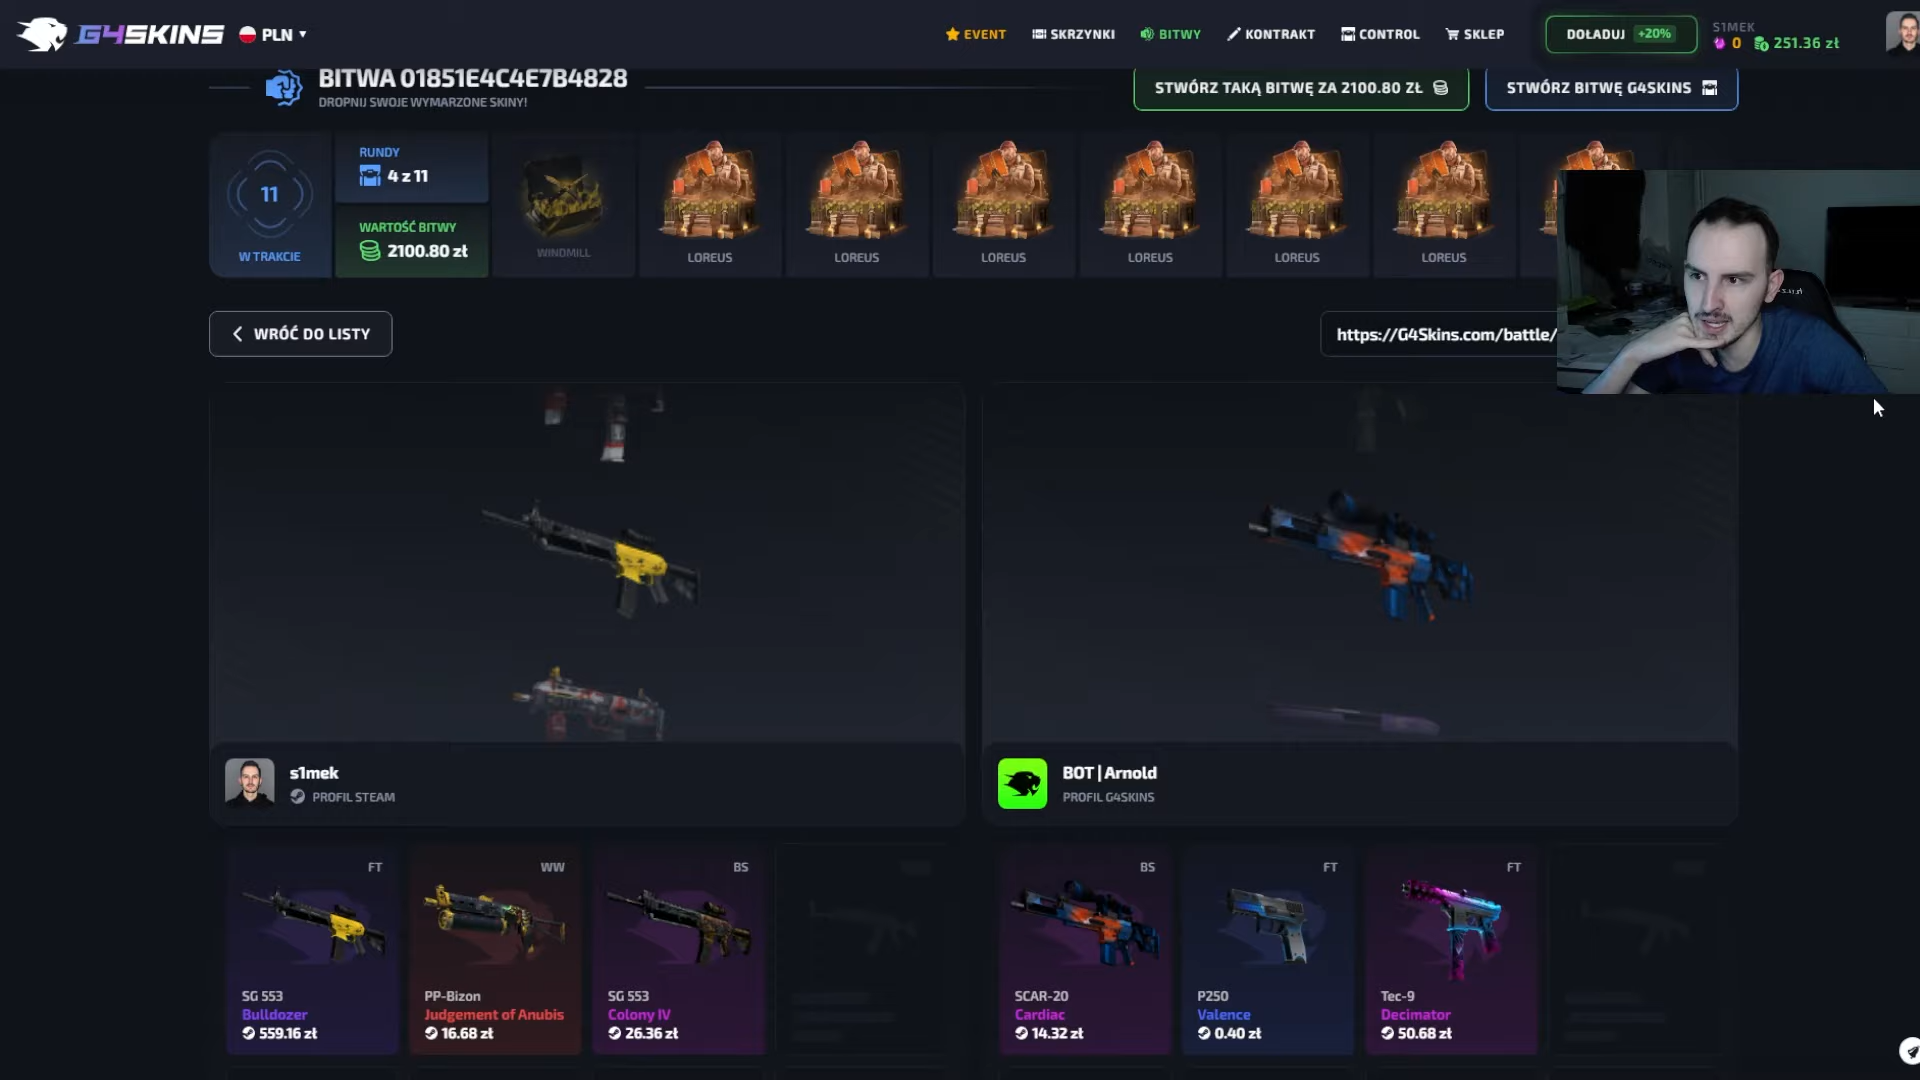 G4SKINS
PLN
EVENT
SKRZYNKI
BITWY
KONTRAKT
CONTROL
SKLEP
DOŁADUJ +20%
S1MEK
0 251.36 zł
BITWA 01851E4C4E7B4828
DROPNIJ SWOJE WYMARZONE SKINY!
STWÓRZ TAKĄ BITWĘ ZA 2100.80 ZŁ
STWÓRZ BITWĘ G4SKINS
11
W TRAKCIE
RUNDY
4 z 11
WARTOŚĆ BITWY
2100.80 zł
WINDMILL
LOREUS
LOREUS
LOREUS
LOREUS
LOREUS
LOREUS
WRÓĆ DO LISTY
https://G4Skins.com/battle/
s1mek
PROFIL STEAM
BOT | Arnold
PROFIL G4SKINS
FT
SG 553
Bulldozer
559.16 zł
WW
PP-Bizon
Judgement of Anubis
16.68 zł
BS
SG 553
Colony IV
26.36 zł
BS
SCAR-20
Cardiac
14.32 zł
FT
P250
Valence
0.40 zł
FT
Tec-9
Decimator
50.68 zł